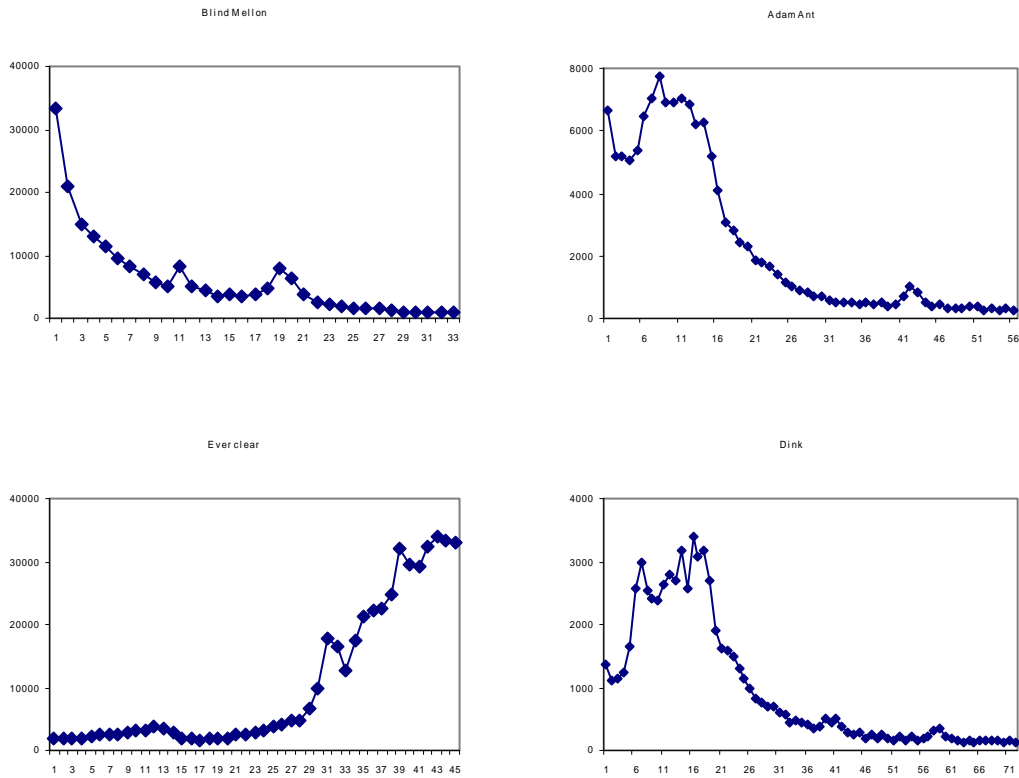 Blind Mellon
40000
30000
20000
10000
0
1 3 5 7 9 11 13 15 17 19 21 23 25 27 29 31 33
Adam Ant
8000
6000
4000
2000
0
1 6 11 16 21 26 31 36 41 46 51 56
Everclear
40000
30000
20000
10000
0
1 3 5 7 9 11 13 15 17 19 21 23 25 27 29 31 33 35 37 39 41 43 45
Dink
4000
3000
2000
1000
0
1 6 11 16 21 26 31 36 41 46 51 56 61 66 71